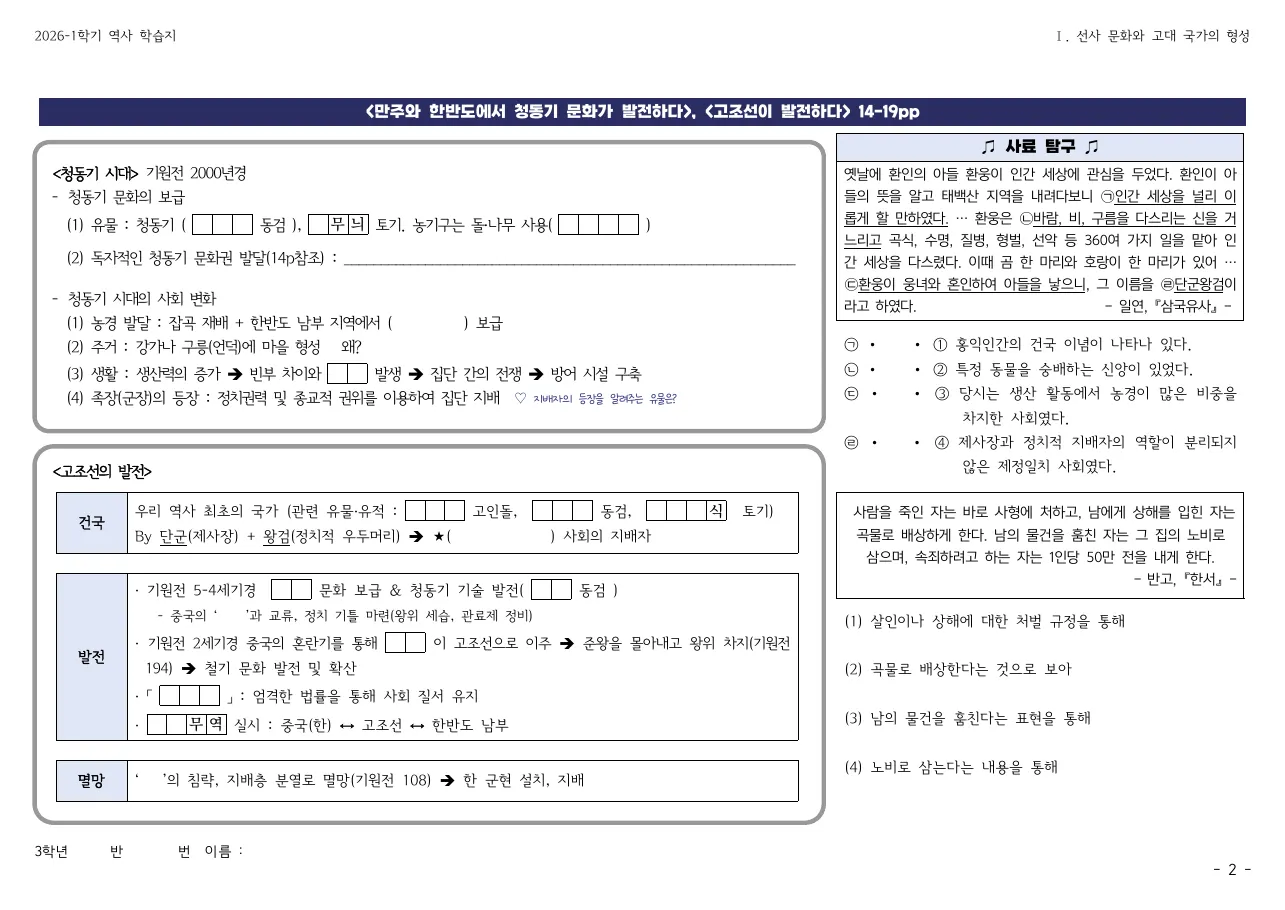 2026-1학기 역사 학습지
Ⅰ. 선사 문화와 고대 국가의 형성
<만주와 한반도에서 청동기 문화가 발전하다>, <고조선이 발전하다> 14-19pp
<청동기 시대> 기원전 2000년경
- 청동기 문화의 보급
(1) 유물 : 청동기 ( 동검 ), 무늬 토기. 농기구는 돌·나무 사용( )
(2) 독자적인 청동기 문화권 발달(14p참조) : ____________________
- 청동기 시대의 사회 변화
(1) 농경 발달 : 잡곡 재배 + 한반도 남부 지역에서 ( ) 보급
(2) 주거 : 강가나 구릉(언덕)에 마을 형성 왜?
(3) 생활 : 생산력의 증가 ➔ 빈부 차이와 발생 ➔ 집단 간의 전쟁 ➔ 방어 시설 구축
(4) 족장(군장)의 등장 : 정치권력 및 종교적 권위를 이용하여 집단 지배 ♡ 지배자의 등장을 알려주는 유물은?
<고조선의 발전>
건국
우리 역사 최초의 국가 (관련 유물·유적 : 고인돌, 동검, 식 토기)
By 단군(제사장) + 왕검(정치적 우두머리) ➔ ★( ) 사회의 지배자
발전
· 기원전 5-4세기경 문화 보급 & 청동기 기술 발전( 동검 )
- 중국의 ‘ ’과 교류, 정치 기틀 마련(왕위 세습, 관료제 정비)
· 기원전 2세기경 중국의 혼란기를 통해 이 고조선으로 이주 ➔ 준왕을 몰아내고 왕위 차지(기원전
194) ➔ 철기 문화 발전 및 확산
·「 」: 엄격한 법률을 통해 사회 질서 유지
· 무역 실시 : 중국(한) ↔ 고조선 ↔ 한반도 남부
멸망
‘ ’의 침략, 지배층 분열로 멸망(기원전 108) ➔ 한 군현 설치, 지배
♫ 사료 탐구 ♫
옛날에 환인의 아들 환웅이 인간 세상에 관심을 두었다. 환인이 아
들의 뜻을 알고 태백산 지역을 내려다보니 ㉠인간 세상을 널리 이
롭게 할 만하였다. … 환웅은 ㉡바람, 비, 구름을 다스리는 신을 거
느리고 곡식, 수명, 질병, 형벌, 선악 등 360여 가지 일을 맡아 인
간 세상을 다스렸다. 이때 곰 한 마리와 호랑이 한 마리가 있어 …
㉢환웅이 웅녀와 혼인하여 아들을 낳으니, 그 이름을 ㉣단군왕검이
라고 하였다. - 일연, 『삼국유사』 -
㉠ • • ① 홍익인간의 건국 이념이 나타나 있다.
㉡ • • ② 특정 동물을 숭배하는 신앙이 있었다.
㉢ • • ③ 당시는 생산 활동에서 농경이 많은 비중을
차지한 사회였다.
㉣ • • ④ 제사장과 정치적 지배자의 역할이 분리되지
않은 제정일치 사회였다.
사람을 죽인 자는 바로 사형에 처하고, 남에게 상해를 입힌 자는
곡물로 배상하게 한다. 남의 물건을 훔친 자는 그 집의 노비로
삼으며, 속죄하려고 하는 자는 1인당 50만 전을 내게 한다.
- 반고, 『한서』 -
(1) 살인이나 상해에 대한 처벌 규정을 통해
(2) 곡물로 배상한다는 것으로 보아
(3) 남의 물건을 훔친다는 표현을 통해
(4) 노비로 삼는다는 내용을 통해
3학년 반 번 이름 :
- 2 -